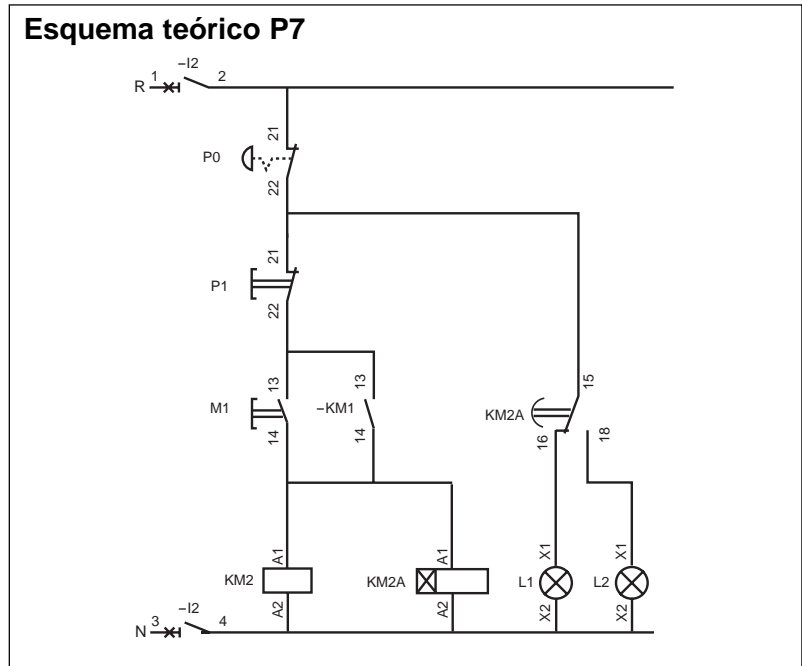 Esquema teórico P7
–I2
R 1 2
21
P0
22
21
P1
22
13 13 15
M1 –KM1 KM2A
14 14 16 18
A1 A1 X1 X1
KM2 KM2A L1 L2
A2 A2 X2 X2
–I2
N 3 4